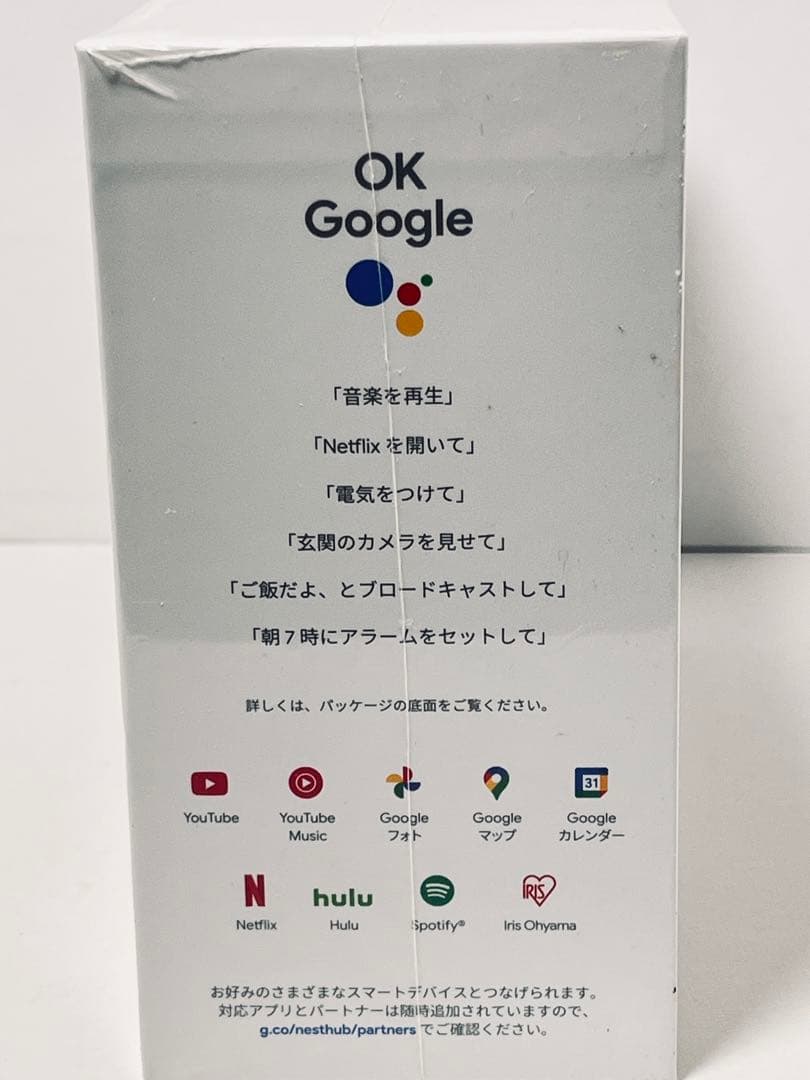 OK
Google
「音楽を再生」
「Netflix を開いて」
「電気をつけて」
「玄関のカメラを見せて」
「ご飯だよ、とブロードキャストして」
「朝 7 時にアラームをセットして」
詳しくは、パッケージの底面をご覧ください。
YouTube
YouTube Music
Google フォト
Google マップ
31
Google カレンダー
N
Netflix
hulu
Hulu
Spotify®
IRIS
Iris Ohyama
お好みのさまざまなスマートデバイスとつなげられます。
対応アプリとパートナーは随時追加されていますので、
g.co/nesthub/partners でご確認ください。